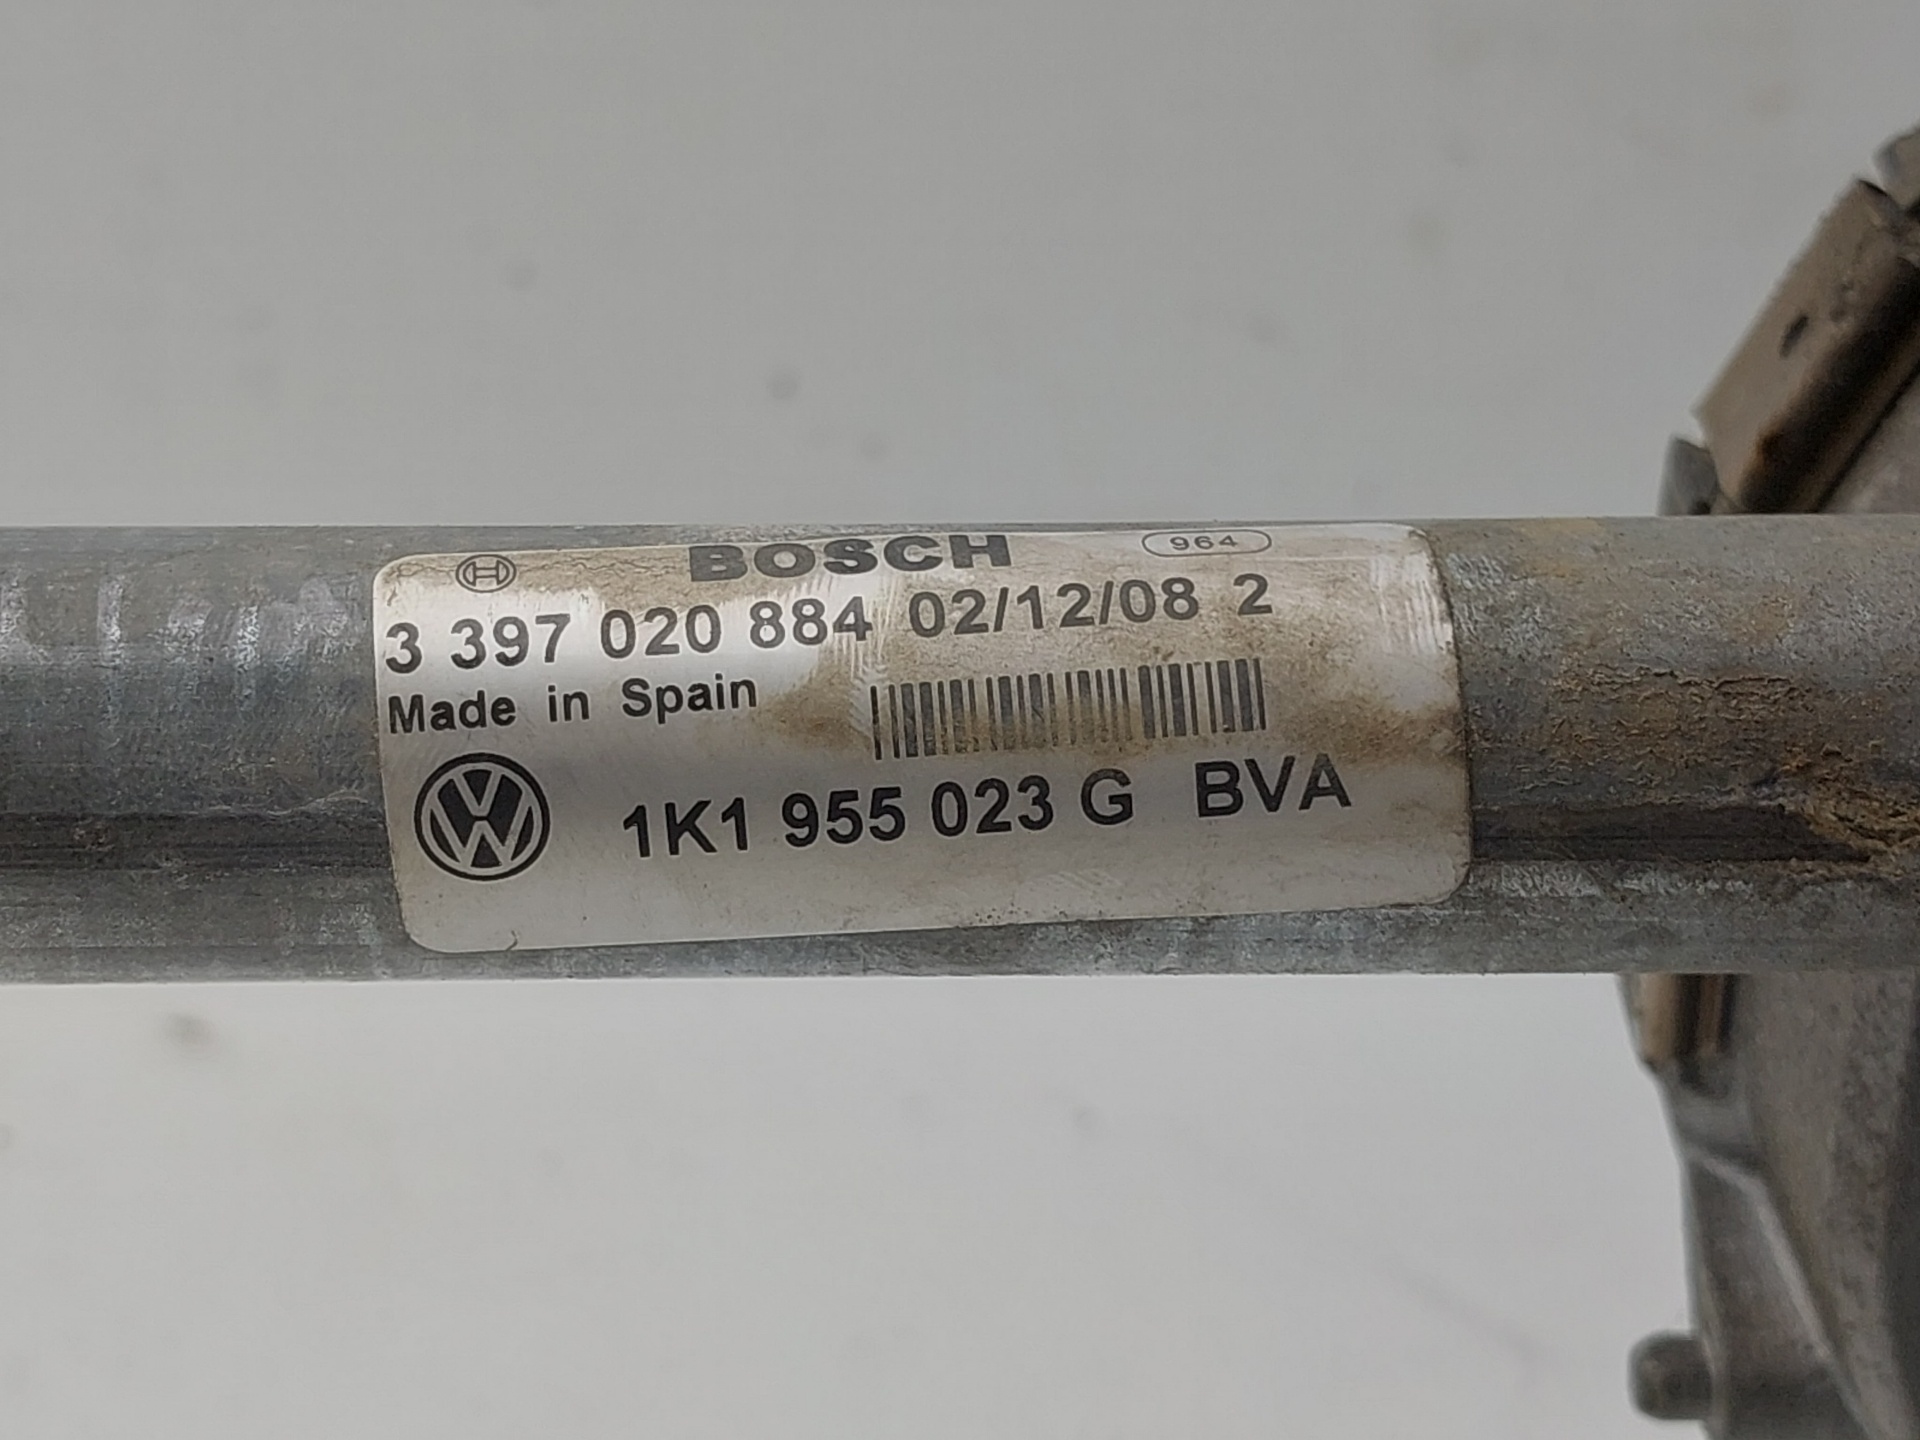 BOSCH 964
3 397 020 884 02/12/08 2
Made in Spain
1K1 955 023 G BVA